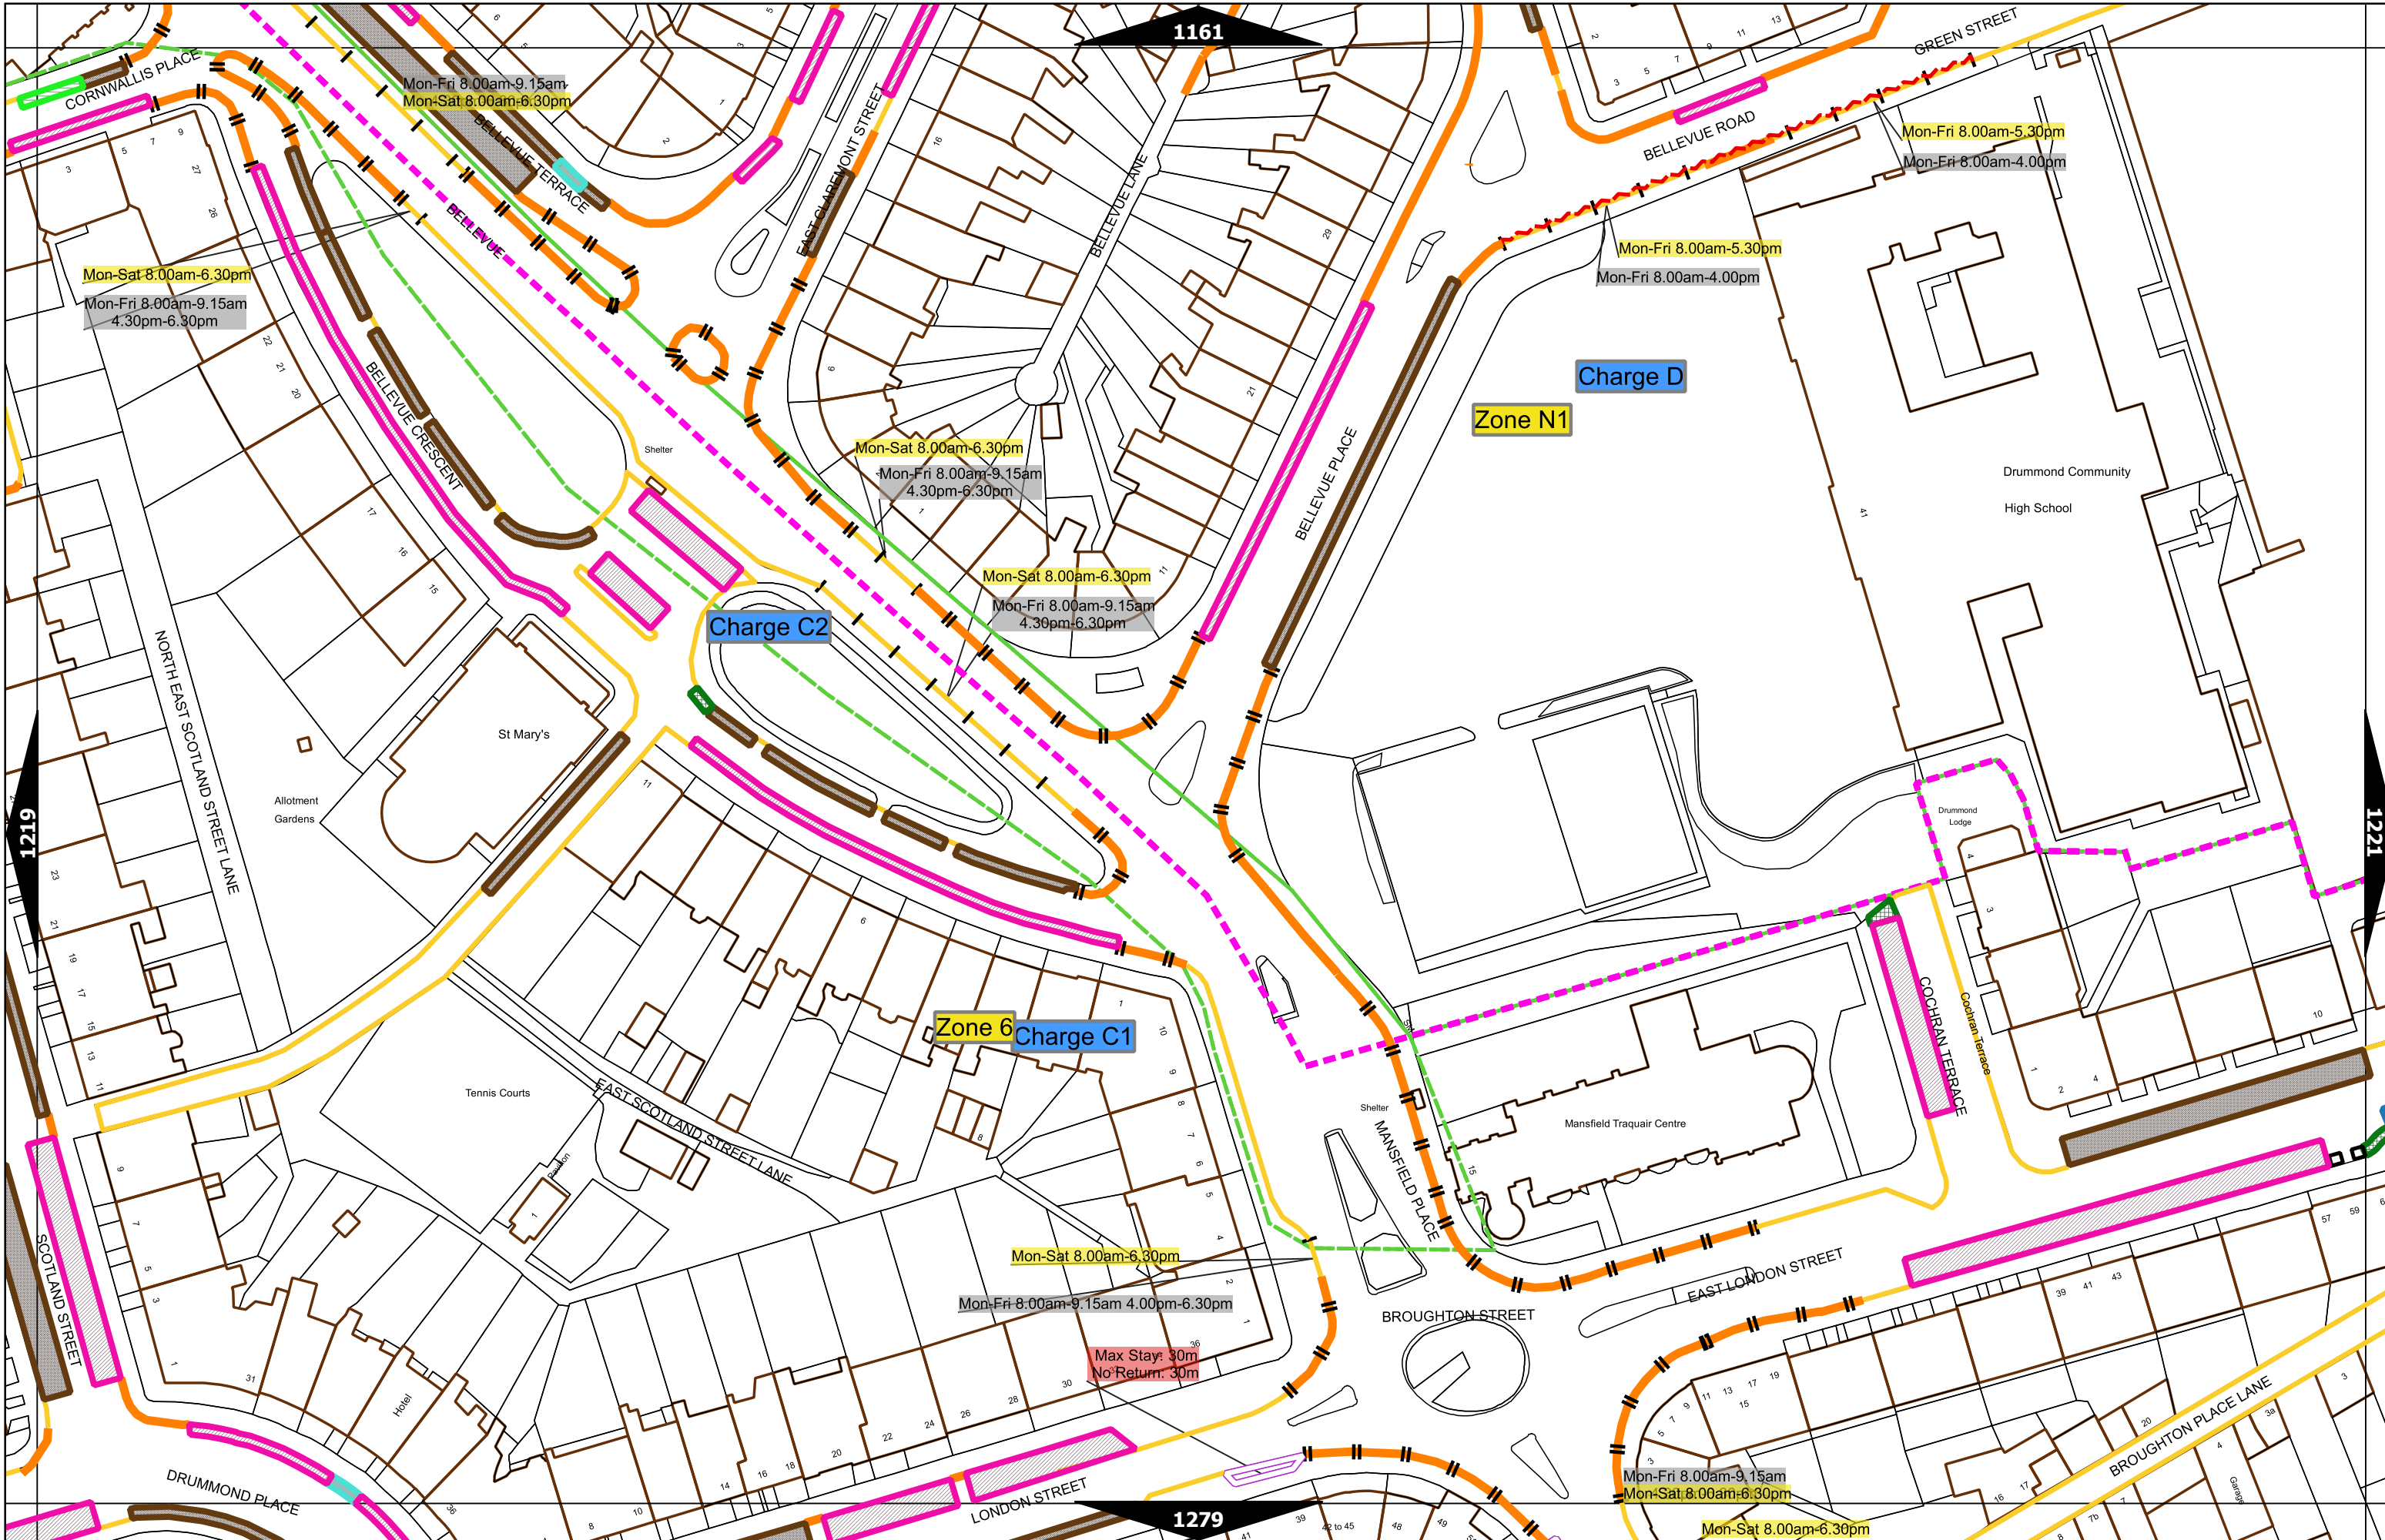 1161
GREEN STREET
CORNWALLIS PLACE
Mon-Fri 8.00am-9.15am
Mon-Sat 8.00am-6.30pm
BELLEVUE TERRACE
EAST CLAREMONT STREET
BELLEVUE LANE
BELLEVUE ROAD
Mon-Fri 8.00am-5.30pm
Mon-Fri 8.00am-4.00pm
BELLEVUE
Mon-Fri 8.00am-5.30pm
Mon-Fri 8.00am-4.00pm
Mon-Sat 8.00am-6.30pm
Mon-Fri 8.00am-9.15am
4.30pm-6.30pm
Charge D
Zone N1
BELLEVUE CRESCENT
Shelter
Mon-Sat 8.00am-6.30pm
Mon-Fri 8.00am-9.15am
4.30pm-6.30pm
BELLEVUE PLACE
Drummond Community
High School
41
Mon-Sat 8.00am-6.30pm
Mon-Fri 8.00am-9.15am
4.30pm-6.30pm
Charge C2
NORTH EAST SCOTLAND STREET LANE
St Mary's
Allotment
Gardens
1219
1221
Drummond
Lodge
Zone 6
Charge C1
COCHRAN TERRACE
Cochran Terrace
Tennis Courts
EAST SCOTLAND STREET LANE
Pavilion
Shelter
MANSFIELD PLACE
Mansfield Traquair Centre
15
SCOTLAND STREET
Mon-Sat 8.00am-6.30pm
Mon-Fri 8.00am-9.15am 4.00pm-6.30pm
EAST LONDON STREET
BROUGHTON STREET
Max Stay: 30m
No Return: 30m
Hotel
BROUGHTON PLACE LANE
DRUMMOND PLACE
LONDON STREET
Mon-Fri 8.00am-9.15am
Mon-Sat 8.00am-6.30pm
Garage
1279
42 to 45
Mon-Sat 8.00am-6.30pm